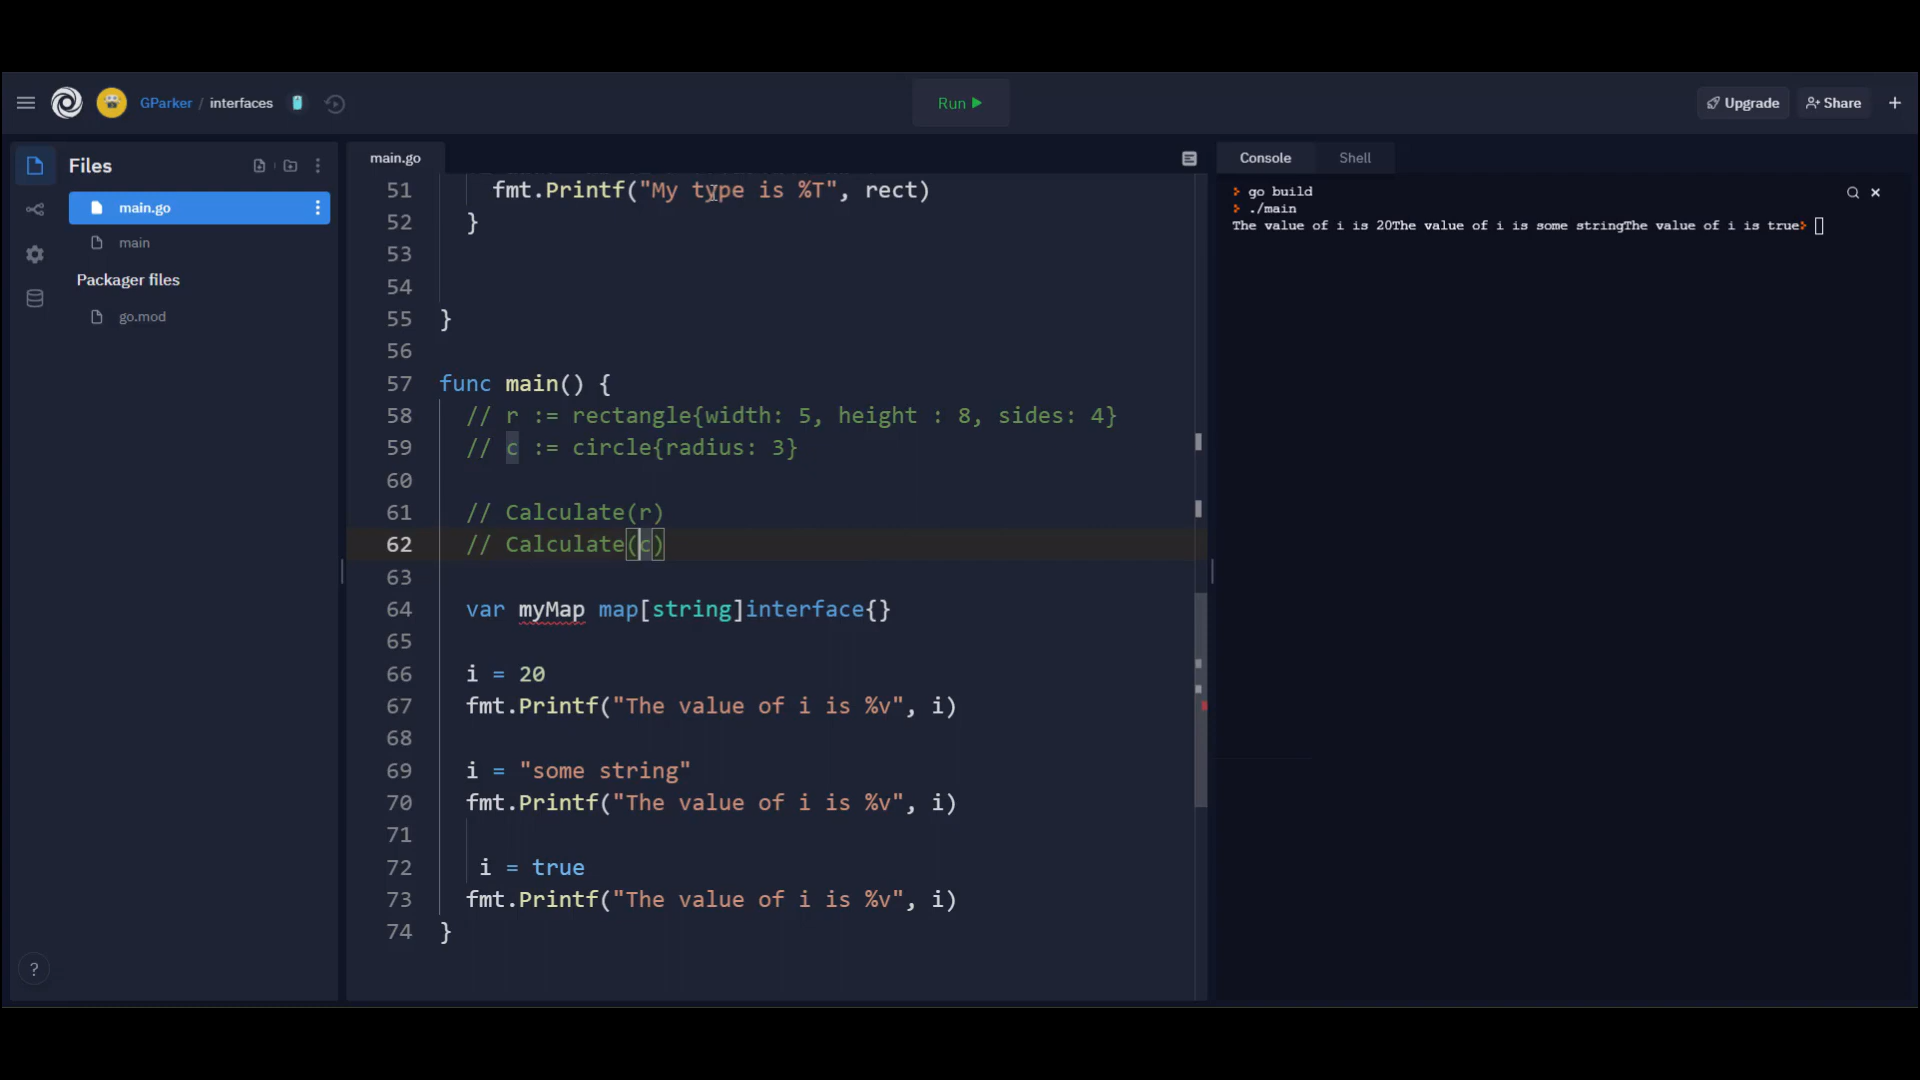 GParker / interfaces
Run
Upgrade
Share
Files
main.go
main
Packager files
go.mod
main.go
51 fmt.Printf("My type is %T", rect)
52 }
53
54
55 }
56
57 func main() {
58 // r := rectangle{width: 5, height : 8, sides: 4}
59 // c := circle{radius: 3}
60
61 // Calculate(r)
62 // Calculate(c)
63
64 var myMap map[string]interface{}
65
66 i = 20
67 fmt.Printf("The value of i is %v", i)
68
69 i = "some string"
70 fmt.Printf("The value of i is %v", i)
71
72 i = true
73 fmt.Printf("The value of i is %v", i)
74 }
Console Shell
go build
./main
The value of i is 20The value of i is some stringThe value of i is true
?